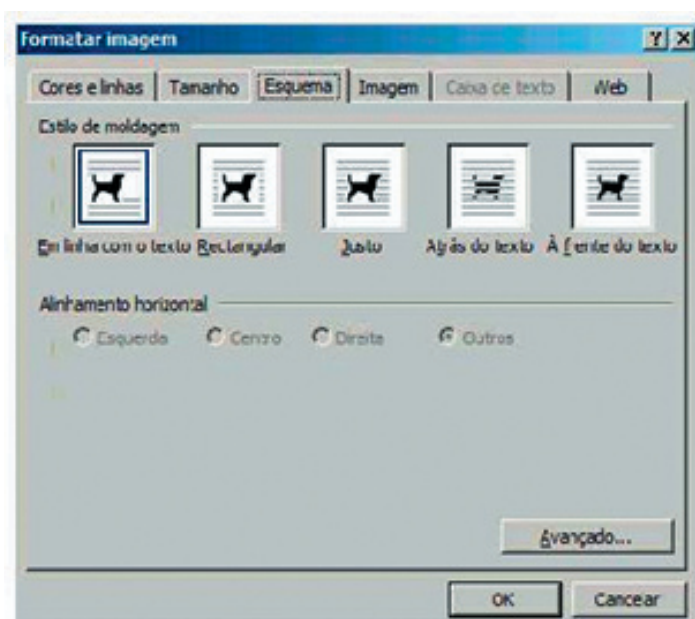 Formatar imagem
Cores e linhas Tamanho Esquema Imagem Caixa de texto Web
Estilo de moldagem
Em linha com o texto Rectangular Justo Atrás do texto À frente do texto
Alinhamento horizontal
Esquerda Centro Direita Outros
Avançado...
OK Cancelar